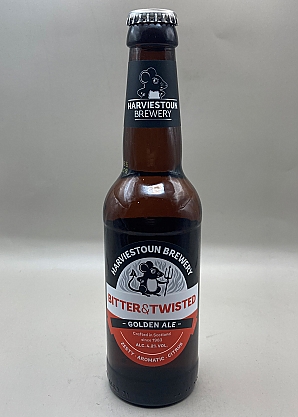 HARVIESTOUN
BREWERY
HARVIESTOUN BREWERY
BITTER&TWISTED
- GOLDEN ALE -
Crafted in Scotland
since 1983
ALC. 4.2% VOL.
ZESTY · AROMATIC · CITRUS